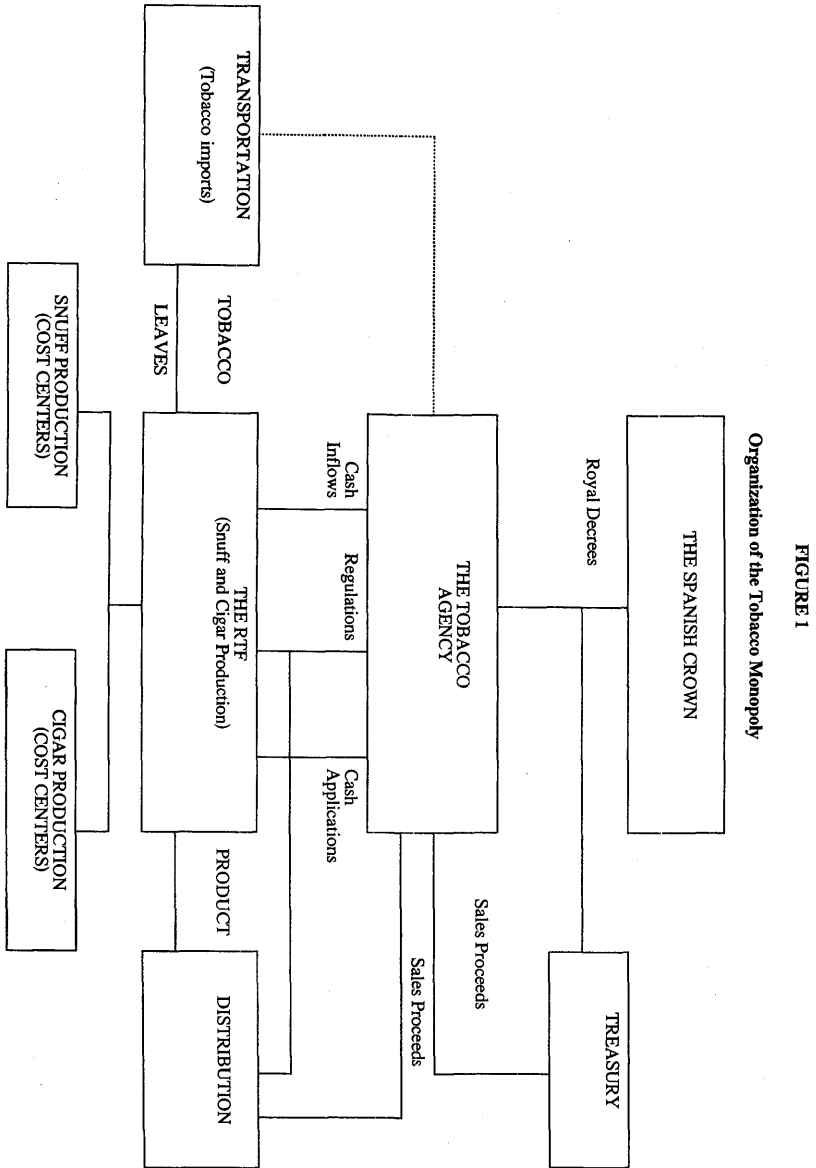 FIGURE 1
Organization of the Tobacco Monopoly
THE SPANISH CROWN
Royal Decrees
TREASURY
THE TOBACCO
AGENCY
Sales Proceeds
Sales Proceeds
Cash
Inflows
Regulations
Cash
Applications
TRANSPORTATION
(Tobacco imports)
TOBACCO
LEAVES
THE RTF
(Snuff and Cigar Production)
PRODUCT
DISTRIBUTION
SNUFF PRODUCTION
(COST CENTERS)
CIGAR PRODUCTION
(COST CENTERS)